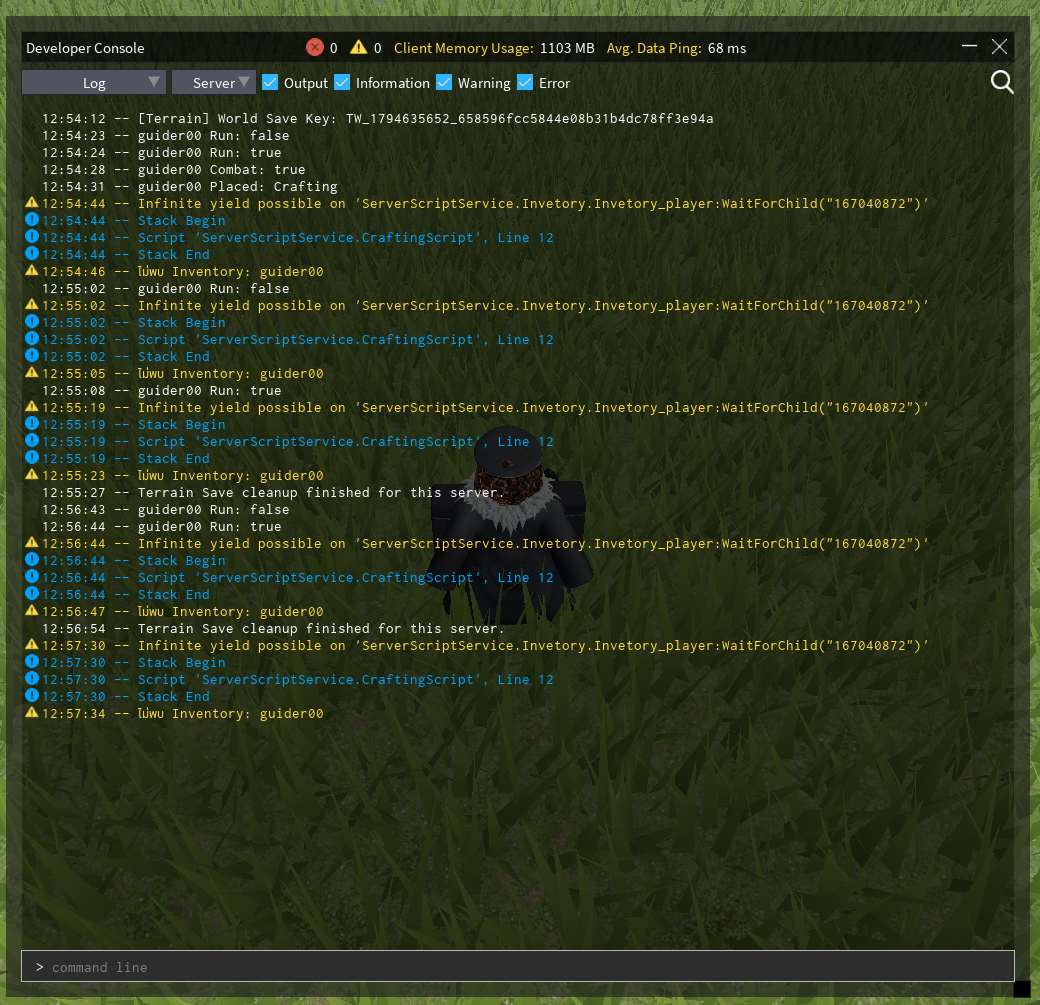 Developer Console 0 0 Client Memory Usage: 1103 MB Avg. Data Ping: 68 ms
Log Server Output Information Warning Error
12:54:12 -- [Terrain] World Save Key: TW_1794635652_658596fcc5844e08b31b4dc78ff3e94a
12:54:23 -- guider00 Run: false
12:54:24 -- guider00 Run: true
12:54:28 -- guider00 Combat: true
12:54:31 -- guider00 Placed: Crafting
12:54:44 -- Infinite yield possible on 'ServerScriptService.Invetory.Invetory_player:WaitForChild("167040872")'
12:54:44 -- Stack Begin
12:54:44 -- Script 'ServerScriptService.CraftingScript', Line 12
12:54:44 -- Stack End
12:54:46 -- ไม่พบ Inventory: guider00
12:55:02 -- guider00 Run: false
12:55:02 -- Infinite yield possible on 'ServerScriptService.Invetory.Invetory_player:WaitForChild("167040872")'
12:55:02 -- Stack Begin
12:55:02 -- Script 'ServerScriptService.CraftingScript', Line 12
12:55:02 -- Stack End
12:55:05 -- ไม่พบ Inventory: guider00
12:55:08 -- guider00 Run: true
12:55:19 -- Infinite yield possible on 'ServerScriptService.Invetory.Invetory_player:WaitForChild("167040872")'
12:55:19 -- Stack Begin
12:55:19 -- Script 'ServerScriptService.CraftingScript', Line 12
12:55:19 -- Stack End
12:55:23 -- ไม่พบ Inventory: guider00
12:55:27 -- Terrain Save cleanup finished for this server.
12:56:43 -- guider00 Run: false
12:56:44 -- guider00 Run: true
12:56:44 -- Infinite yield possible on 'ServerScriptService.Invetory.Invetory_player:WaitForChild("167040872")'
12:56:44 -- Stack Begin
12:56:44 -- Script 'ServerScriptService.CraftingScript', Line 12
12:56:44 -- Stack End
12:56:47 -- ไม่พบ Inventory: guider00
12:56:54 -- Terrain Save cleanup finished for this server.
12:57:30 -- Infinite yield possible on 'ServerScriptService.Invetory.Invetory_player:WaitForChild("167040872")'
12:57:30 -- Stack Begin
12:57:30 -- Script 'ServerScriptService.CraftingScript', Line 12
12:57:30 -- Stack End
12:57:34 -- ไม่พบ Inventory: guider00
> command line